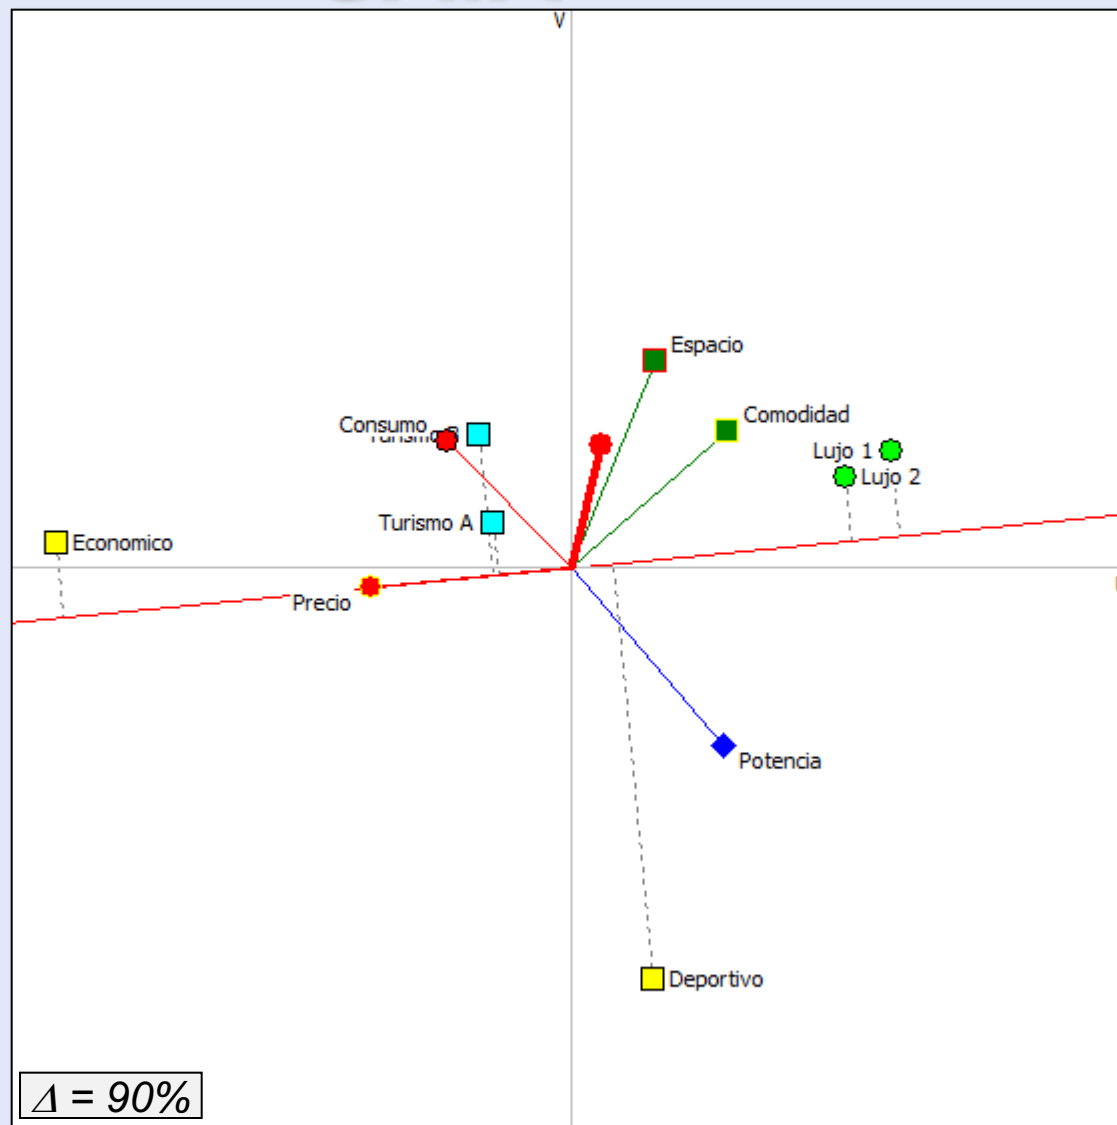 V
Espacio
Comodidad
Consumo
Lujo 1
Lujo 2
Turismo A
Economico
Precio
Potencia
Deportivo
Δ = 90%